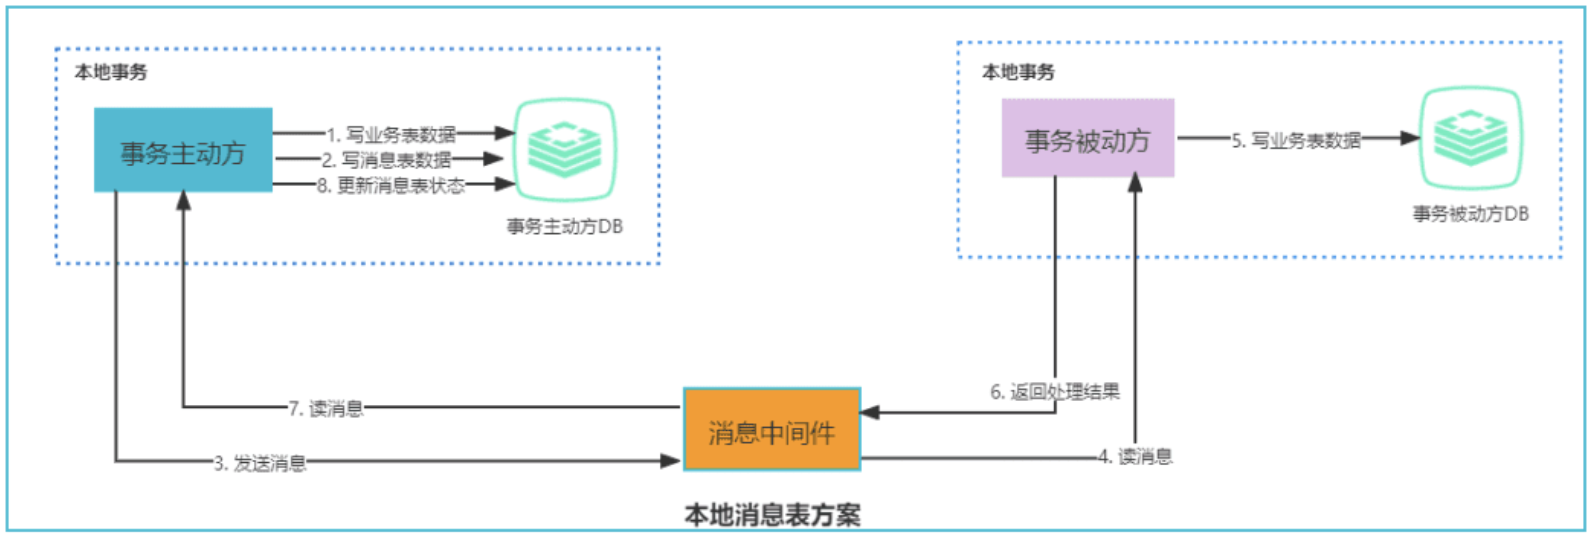 本地事务
事务主动方
1. 写业务表数据
2. 写消息表数据
8. 更新消息表状态
事务主动方DB
本地事务
事务被动方
5. 写业务表数据
事务被动方DB
6. 返回处理结果
7. 读消息
消息中间件
3. 发送消息
4. 读消息
本地消息表方案